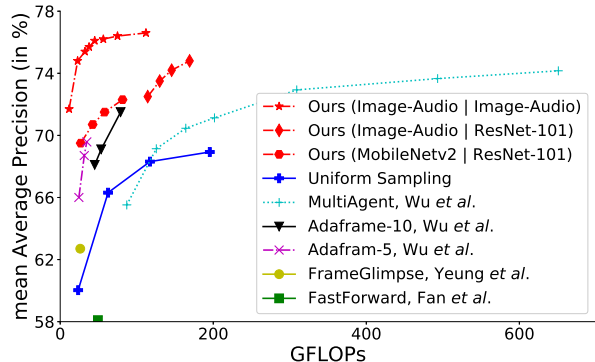 78
74
70
66
62
58
mean Average Precision (in %)
Ours (Image-Audio | Image-Audio)
Ours (Image-Audio | ResNet-101)
Ours (MobileNetv2 | ResNet-101)
Uniform Sampling
MultiAgent, Wu et al.
Adaframe-10, Wu et al.
Adafram-5, Wu et al.
FrameGlimpse, Yeung et al.
FastForward, Fan et al.
0 200 400 600
GFLOPs